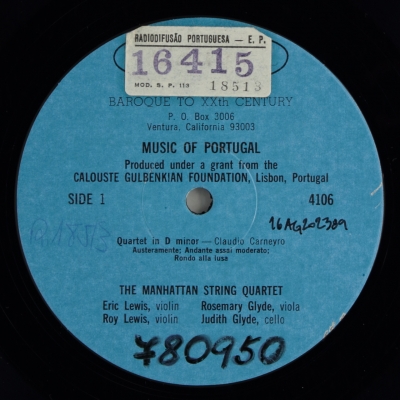 RADIODIFUSÃO PORTUGUESA — E. P.
16415
MOD. S. P. 113 18513
BAROQUE TO XXth CENTURY
P. O. Box 3006
Ventura, California 93003
MUSIC OF PORTUGAL
Produced under a grant from the
CALOUSTE GULBENKIAN FOUNDATION, Lisbon, Portugal
SIDE 1 4106
16AG202389
Quartet in D minor — Claudio Carneyro
Austeramente; Andante asssi moderato;
Rondo alla lusa
THE MANHATTAN STRING QUARTET
Eric Lewis, violin Rosemary Glyde, viola
Roy Lewis, violin Judith Glyde, cello
780950